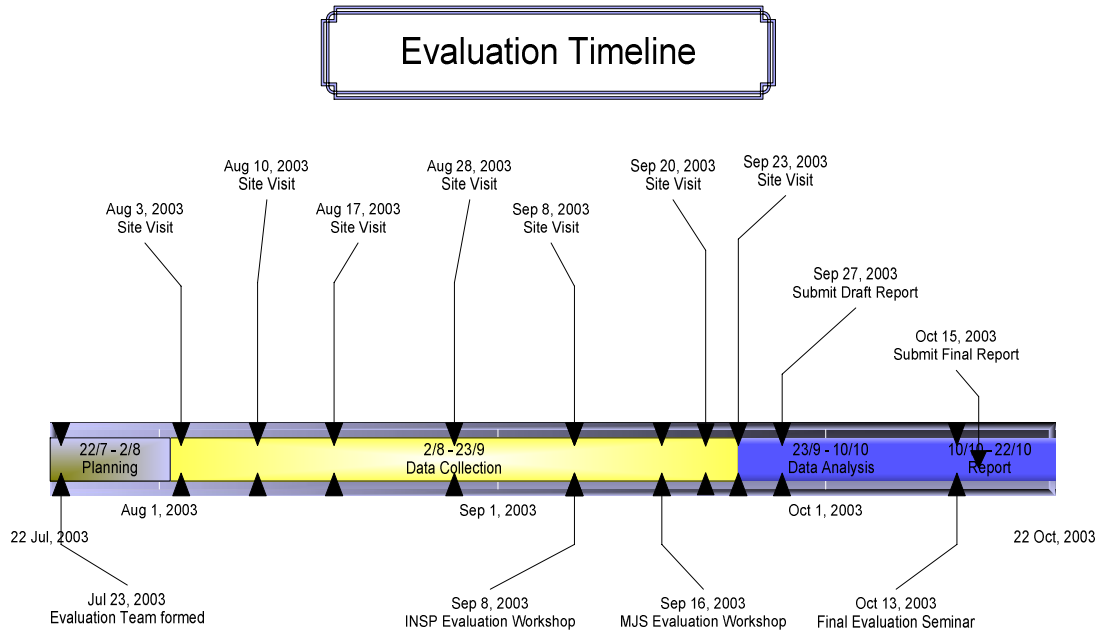 Evaluation Timeline
Aug 10, 2003
Site Visit
Aug 28, 2003
Site Visit
Sep 20, 2003
Site Visit
Sep 23, 2003
Site Visit
Aug 3, 2003
Site Visit
Aug 17, 2003
Site Visit
Sep 8, 2003
Site Visit
Sep 27, 2003
Submit Draft Report
Oct 15, 2003
Submit Final Report
22/7 - 2/8
Planning
2/8 - 23/9
Data Collection
23/9 - 10/10
Data Analysis
10/10 - 22/10
Report
Aug 1, 2003
Sep 1, 2003
Oct 1, 2003
22 Jul, 2003
22 Oct, 2003
Jul 23, 2003
Evaluation Team formed
Sep 8, 2003
INSP Evaluation Workshop
Sep 16, 2003
MJS Evaluation Workshop
Oct 13, 2003
Final Evaluation Seminar